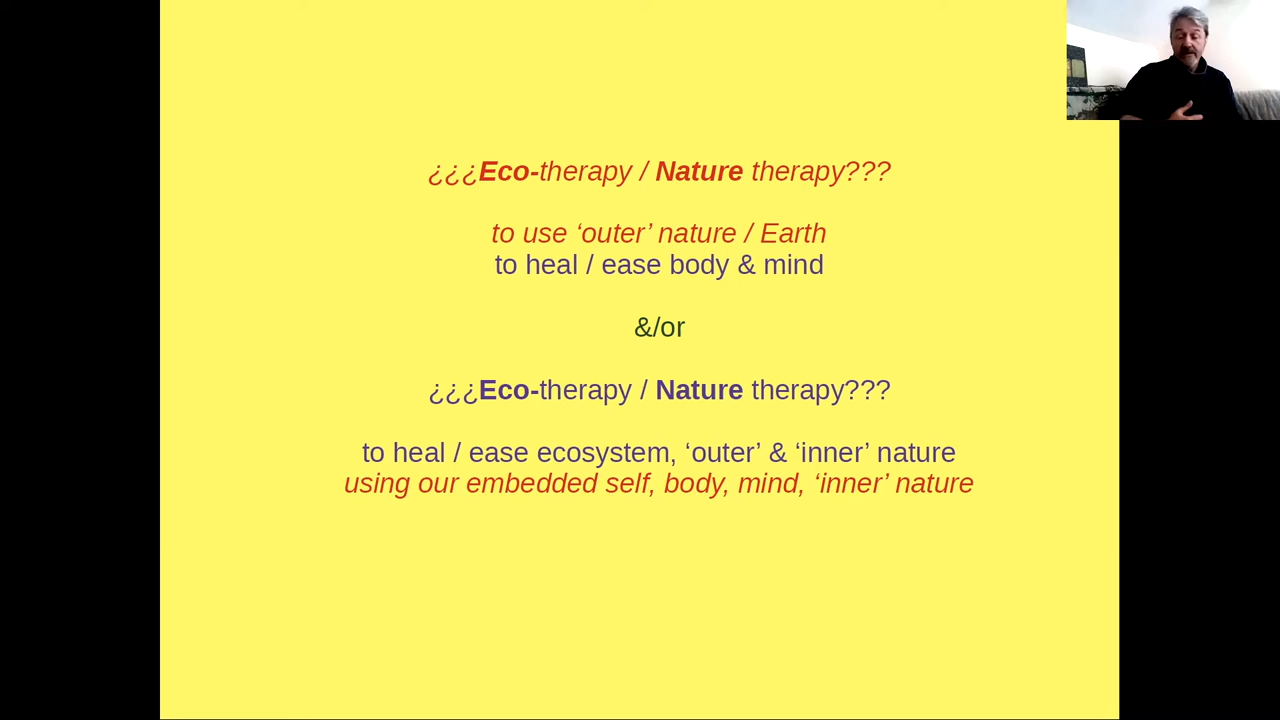 ¿¿¿Eco-therapy / Nature therapy???
to use ‘outer’ nature / Earth
to heal / ease body & mind
&/or
¿¿¿Eco-therapy / Nature therapy???
to heal / ease ecosystem, ‘outer’ & ‘inner’ nature
using our embedded self, body, mind, ‘inner’ nature